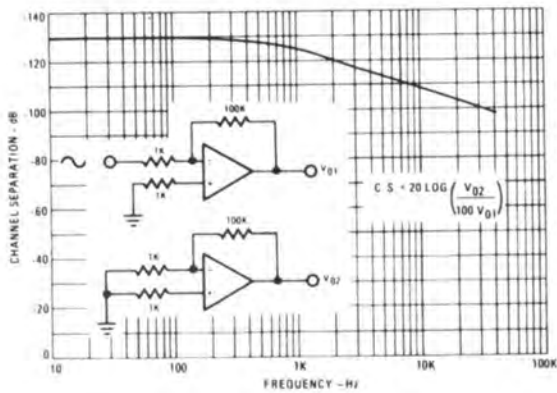 -140
-120
-100
-80
-60
-40
-20
0
CHANNEL SEPARATION - dB
100K
1K
1K
V01
C S = 20 LOG (V02 / 100 V01)
100K
1K
1K
V02
10
100
1K
10K
100K
FREQUENCY - Hz